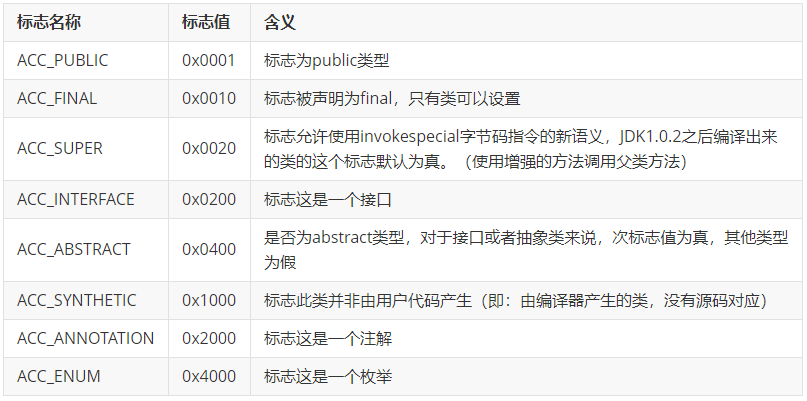 标志名称 标志值 含义
ACC_PUBLIC 0x0001 标志为public类型
ACC_FINAL 0x0010 标志被声明为final，只有类可以设置
ACC_SUPER 0x0020 标志允许使用invokespecial字节码指令的新语义，JDK1.0.2之后编译出来
的类的这个标志默认为真。（使用增强的方法调用父类方法）
ACC_INTERFACE 0x0200 标志这是一个接口
ACC_ABSTRACT 0x0400 是否为abstract类型，对于接口或者抽象类来说，次标志值为真，其他类型
为假
ACC_SYNTHETIC 0x1000 标志此类并非由用户代码产生（即：由编译器产生的类，没有源码对应）
ACC_ANNOTATION 0x2000 标志这是一个注解
ACC_ENUM 0x4000 标志这是一个枚举